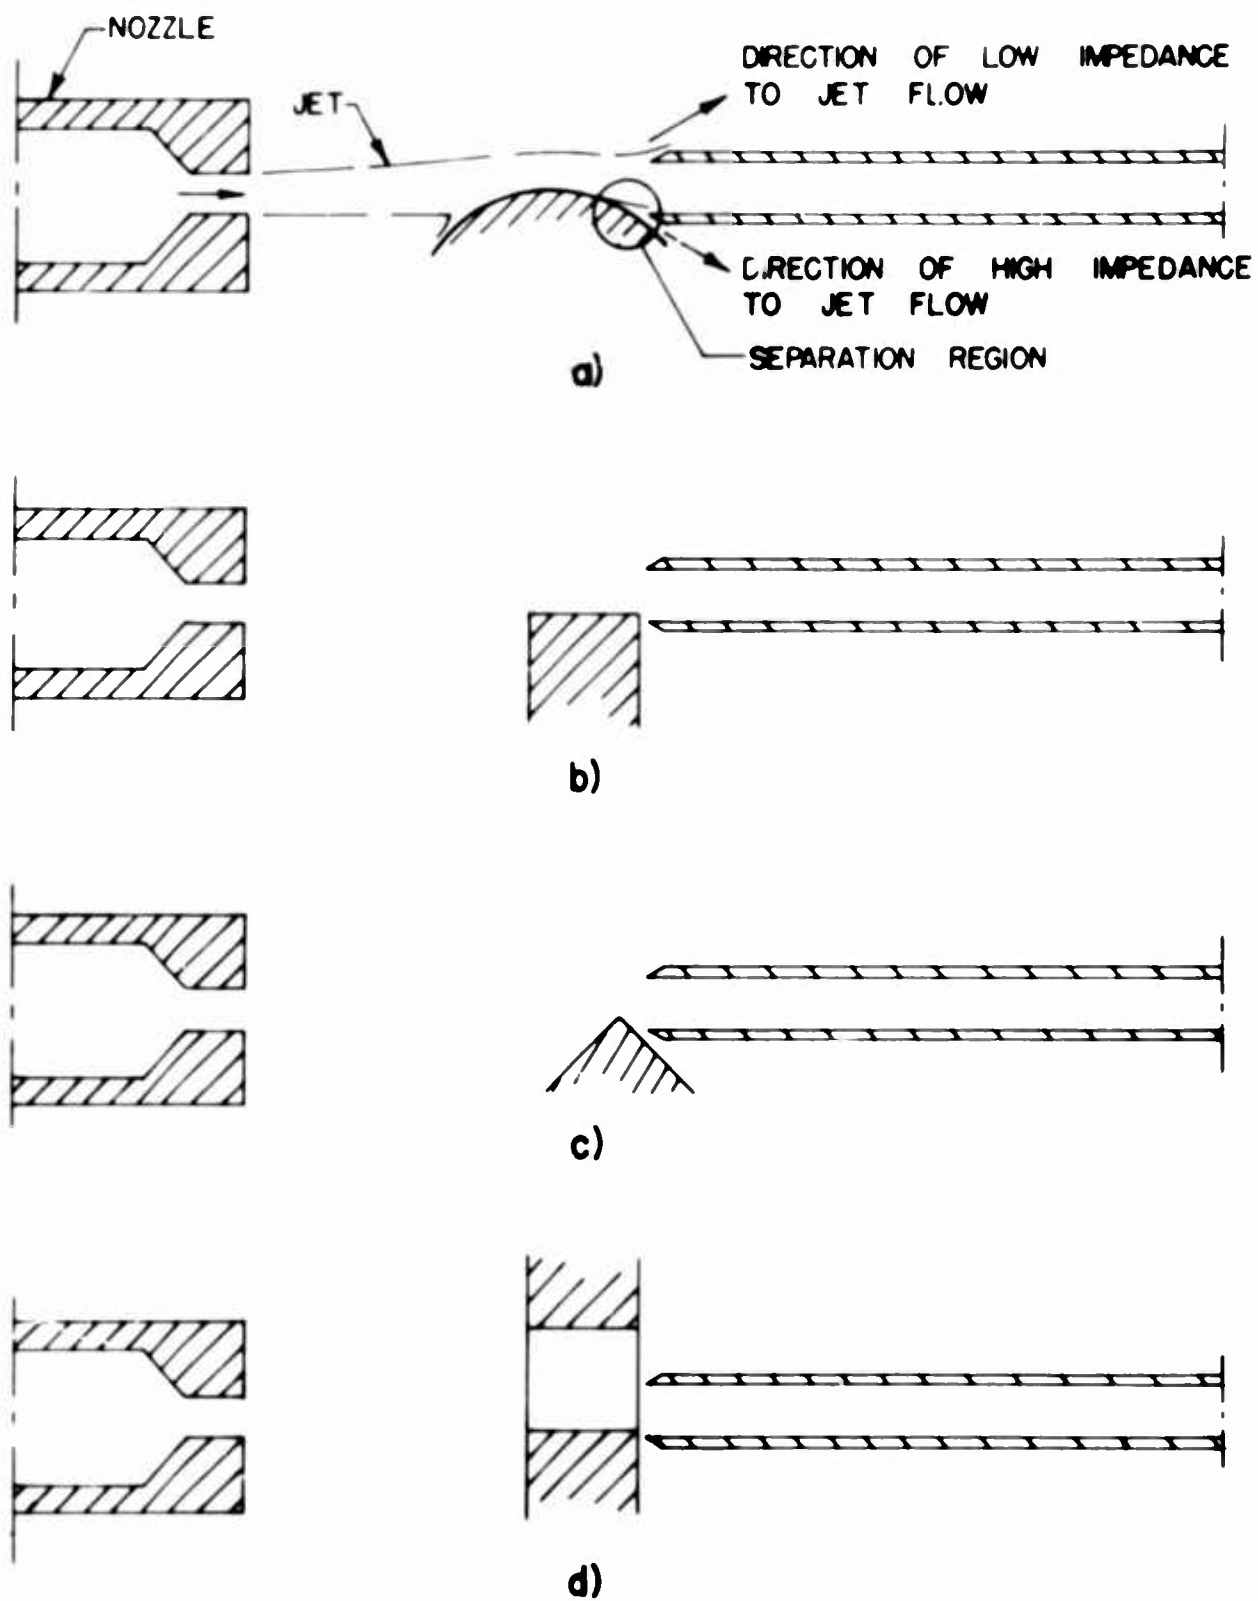 NOZZLE
JET
DIRECTION OF LOW IMPEDANCE
TO JET FLOW
DIRECTION OF HIGH IMPEDANCE
TO JET FLOW
SEPARATION REGION
a)
b)
c)
d)